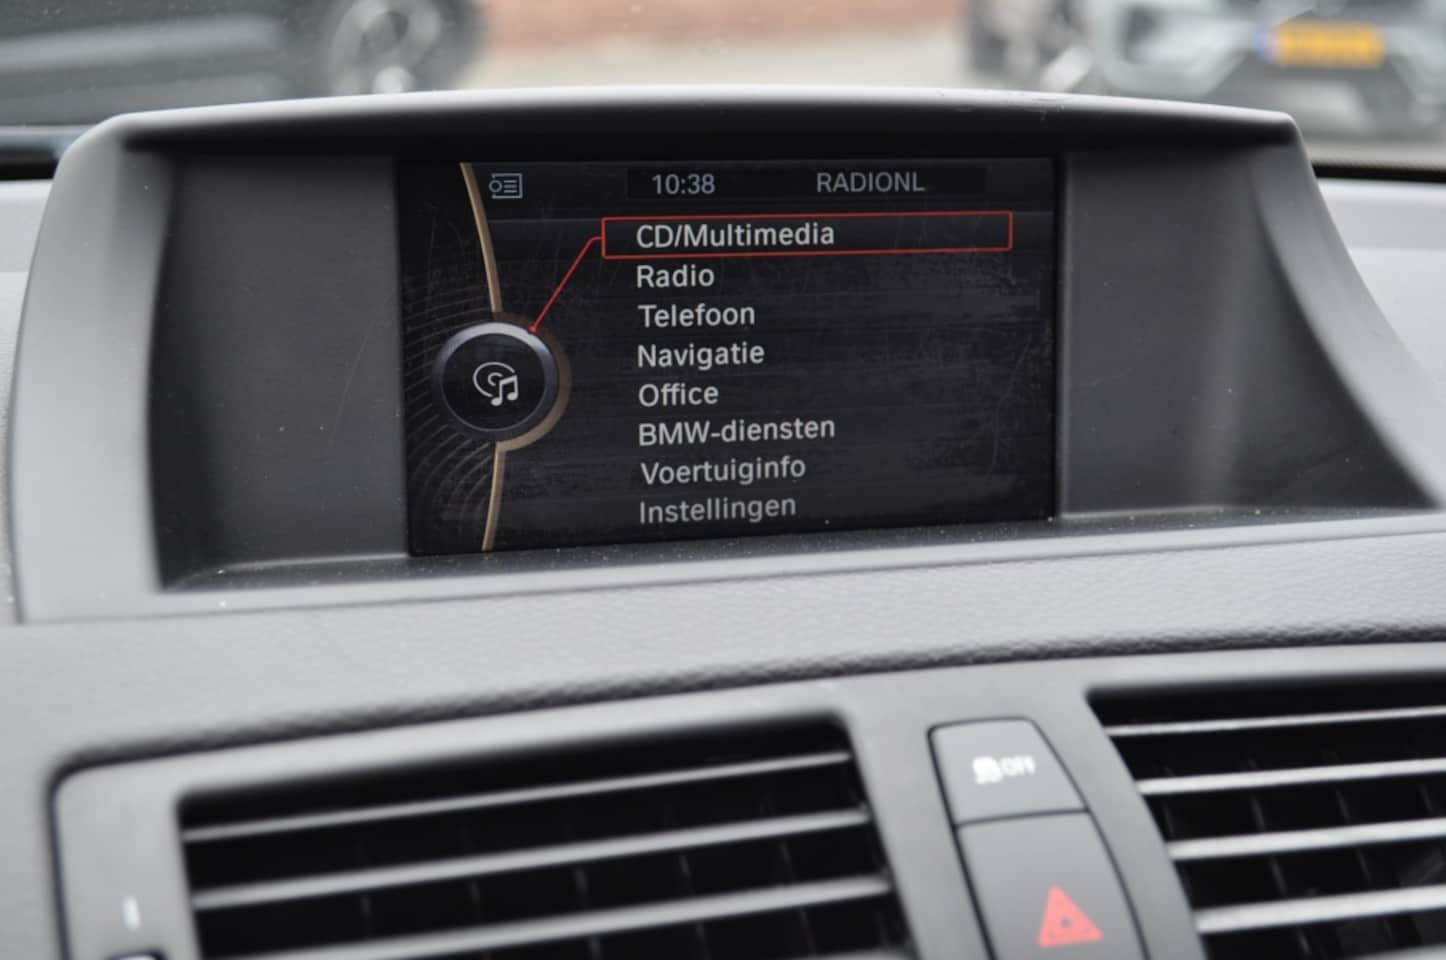 10:38 RADIONL
CD/Multimedia
Radio
Telefoon
Navigatie
Office
BMW-diensten
Voertuiginfo
Instellingen
OFF